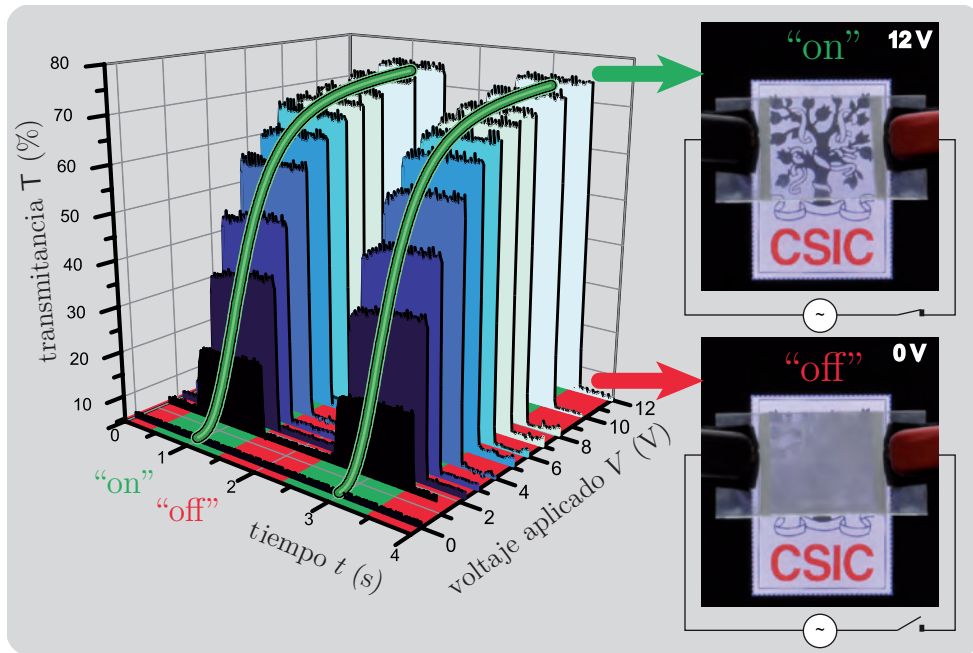 80
70
60
50
40
30
20
10
transmitancia T (%)
0
1
2
3
4
tiempo t (s)
“on”
“off”
0
2
4
6
8
10
12
voltaje aplicado V (V)
“on”
12 V
CSIC
~
“off”
0 V
CSIC
~